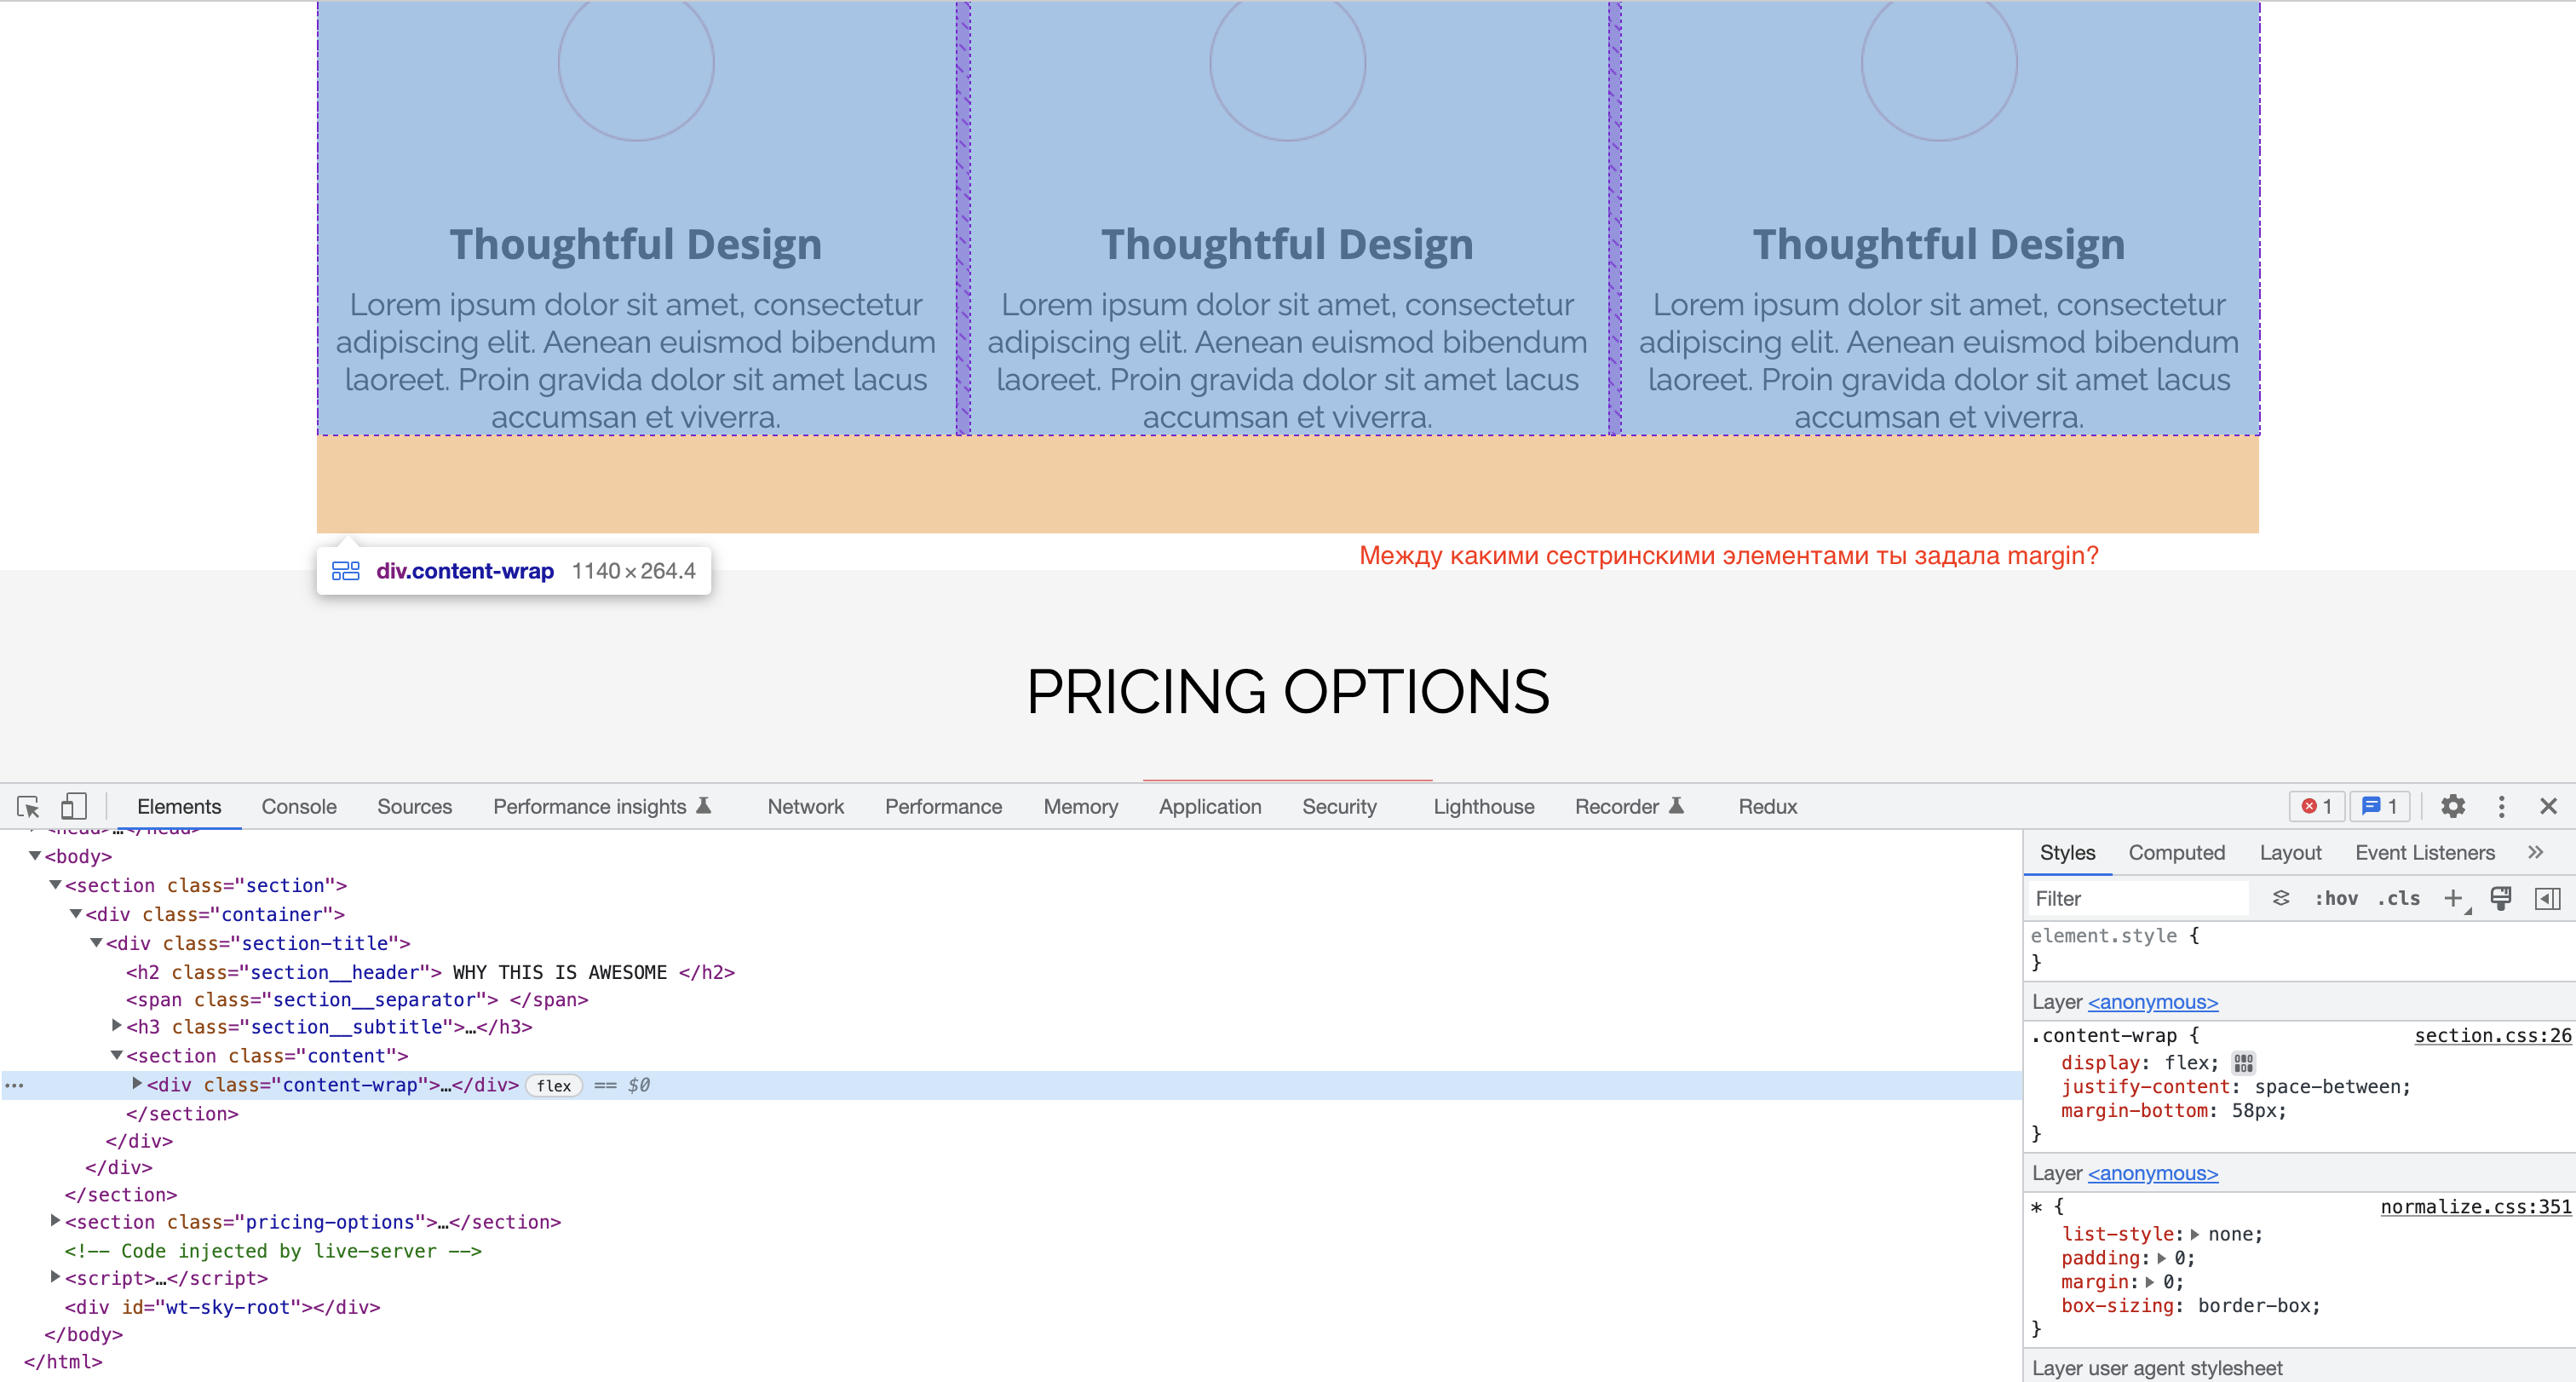 Thoughtful Design
Lorem ipsum dolor sit amet, consectetur
adipiscing elit. Aenean euismod bibendum
laoreet. Proin gravida dolor sit amet lacus
accumsan et viverra.
Thoughtful Design
Lorem ipsum dolor sit amet, consectetur
adipiscing elit. Aenean euismod bibendum
laoreet. Proin gravida dolor sit amet lacus
accumsan et viverra.
Thoughtful Design
Lorem ipsum dolor sit amet, consectetur
adipiscing elit. Aenean euismod bibendum
laoreet. Proin gravida dolor sit amet lacus
accumsan et viverra.
Между какими сестринскими элементами ты задала margin?
div.content-wrap 1140×264.4
PRICING OPTIONS
Elements Console Sources Performance insights Network Performance Memory Application Security Lighthouse Recorder Redux 1 1
<head>…</head>
<body>
<section class="section">
<div class="container">
<div class="section-title">
<h2 class="section__header"> WHY THIS IS AWESOME </h2>
<span class="section__separator"> </span>
<h3 class="section__subtitle">…</h3>
<section class="content">
<div class="content-wrap">…</div> flex == $0
</section>
</div>
</div>
</section>
<section class="pricing-options">…</section>
<!-- Code injected by live-server -->
<script>…</script>
<div id="wt-sky-root"></div>
</body>
</html>
Styles Computed Layout Event Listeners
Filter :hov .cls
element.style {
}
Layer <anonymous>
.content-wrap { section.css:26
display: flex;
justify-content: space-between;
margin-bottom: 58px;
}
Layer <anonymous>
* { normalize.css:351
list-style: none;
padding: 0;
margin: 0;
box-sizing: border-box;
}
Layer user agent stylesheet